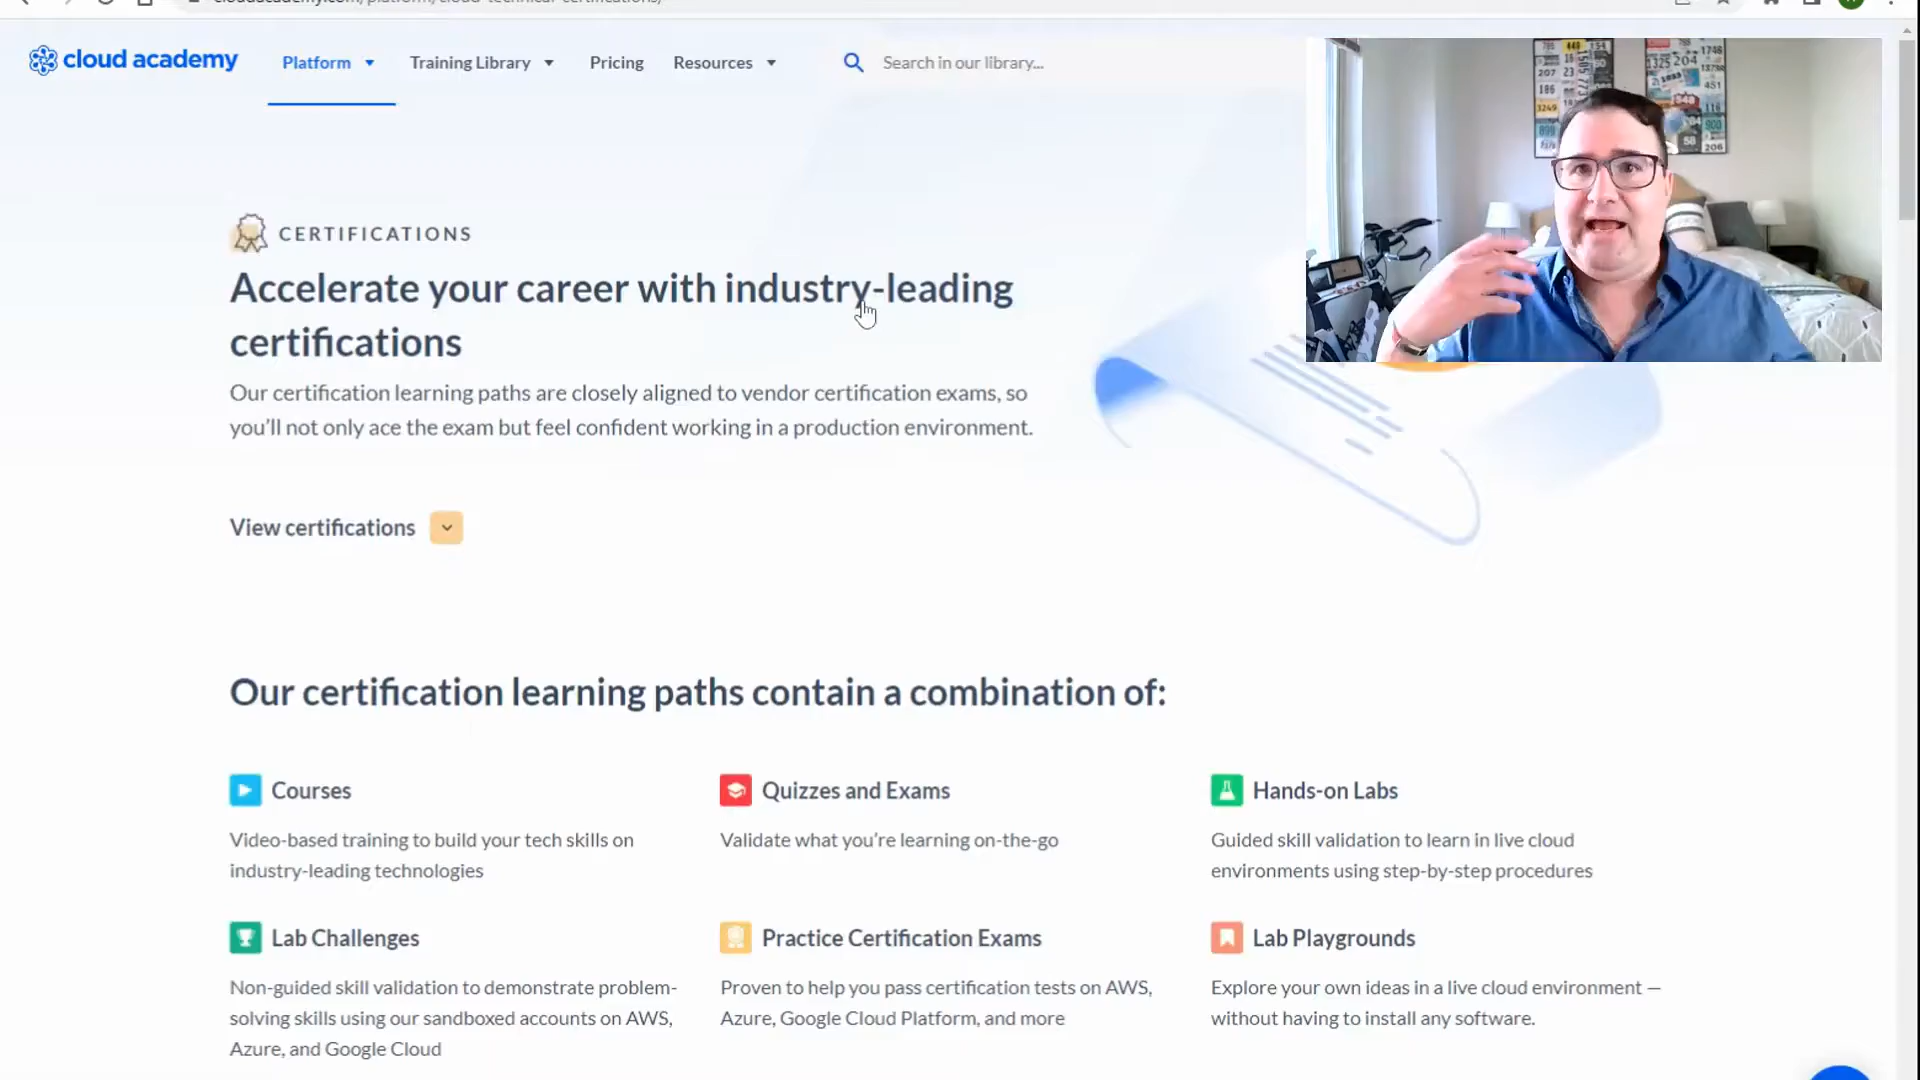 cloudacademy.com/platform/cloud-technical-certifications/
cloud academy
Platform
Training Library
Pricing
Resources
Search in our library...
CERTIFICATIONS
Accelerate your career with industry-leading
certifications
Our certification learning paths are closely aligned to vendor certification exams, so
you'll not only ace the exam but feel confident working in a production environment.
View certifications
Our certification learning paths contain a combination of:
Courses
Video-based training to build your tech skills on
industry-leading technologies
Quizzes and Exams
Validate what you're learning on-the-go
Hands-on Labs
Guided skill validation to learn in live cloud
environments using step-by-step procedures
Lab Challenges
Non-guided skill validation to demonstrate problem-
solving skills using our sandboxed accounts on AWS,
Azure, and Google Cloud
Practice Certification Exams
Proven to help you pass certification tests on AWS,
Azure, Google Cloud Platform, and more
Lab Playgrounds
Explore your own ideas in a live cloud environment —
without having to install any software.